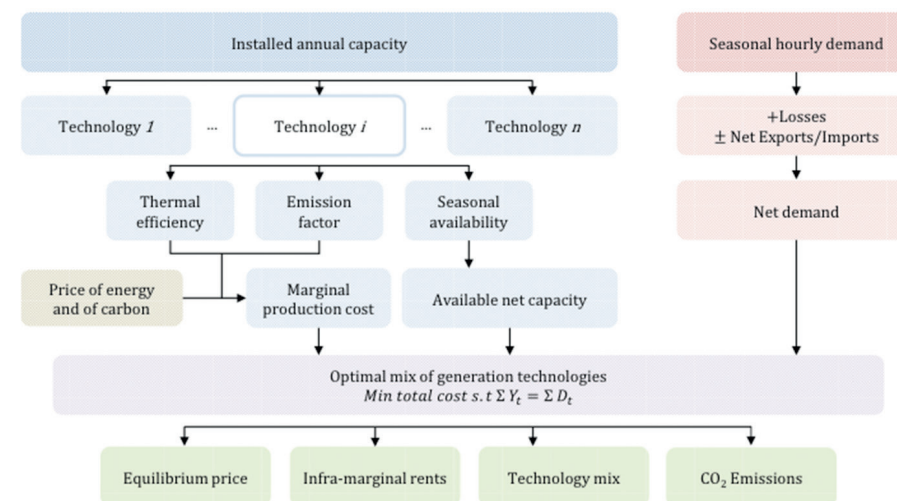 Installed annual capacity
Seasonal hourly demand
Technology 1
...
Technology i
...
Technology n
+Losses
± Net Exports/Imports
Thermal
efficiency
Emission
factor
Seasonal
availability
Net demand
Price of energy
and of carbon
Marginal
production cost
Available net capacity
Optimal mix of generation technologies
Min total cost s.t Σ Yₜ = Σ Dₜ
Equilibrium price
Infra-marginal rents
Technology mix
CO₂ Emissions